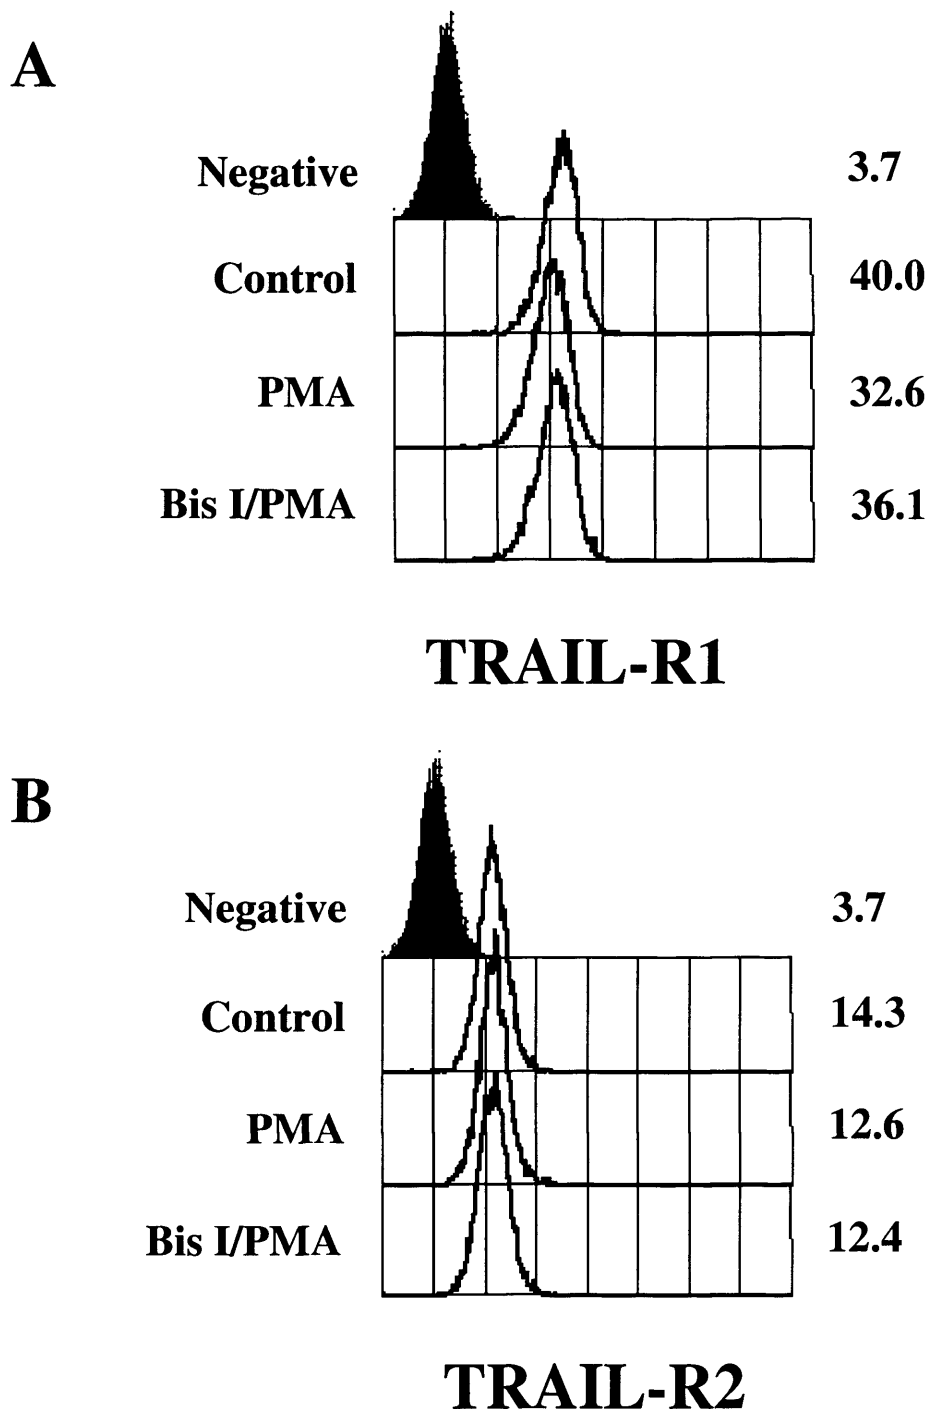 A
Negative 3.7
Control 40.0
PMA 32.6
Bis I/PMA 36.1
TRAIL-R1
B
Negative 3.7
Control 14.3
PMA 12.6
Bis I/PMA 12.4
TRAIL-R2